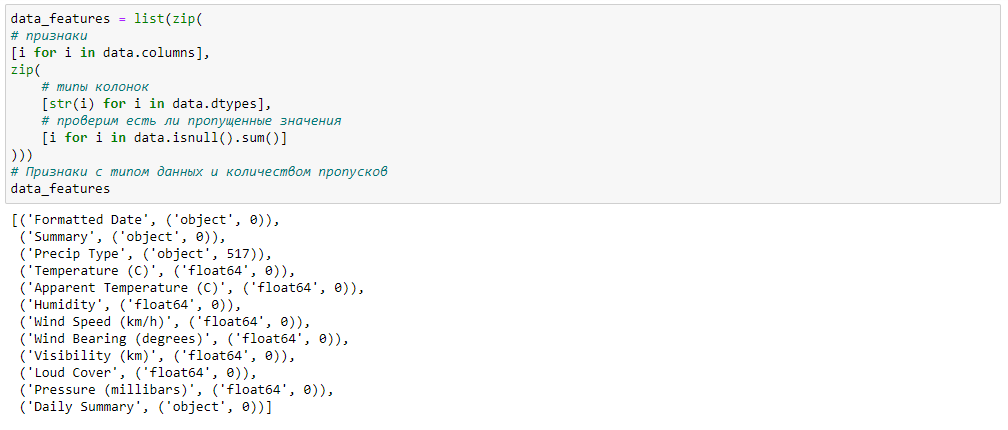 data_features = list(zip(
# признаки
[i for i in data.columns],
zip(
    # типы колонок
    [str(i) for i in data.dtypes],
    # проверим есть ли пропущенные значения
    [i for i in data.isnull().sum()]
)))
# Признаки с типом данных и количеством пропусков
data_features
[('Formatted Date', ('object', 0)),
 ('Summary', ('object', 0)),
 ('Precip Type', ('object', 517)),
 ('Temperature (C)', ('float64', 0)),
 ('Apparent Temperature (C)', ('float64', 0)),
 ('Humidity', ('float64', 0)),
 ('Wind Speed (km/h)', ('float64', 0)),
 ('Wind Bearing (degrees)', ('float64', 0)),
 ('Visibility (km)', ('float64', 0)),
 ('Loud Cover', ('float64', 0)),
 ('Pressure (millibars)', ('float64', 0)),
 ('Daily Summary', ('object', 0))]